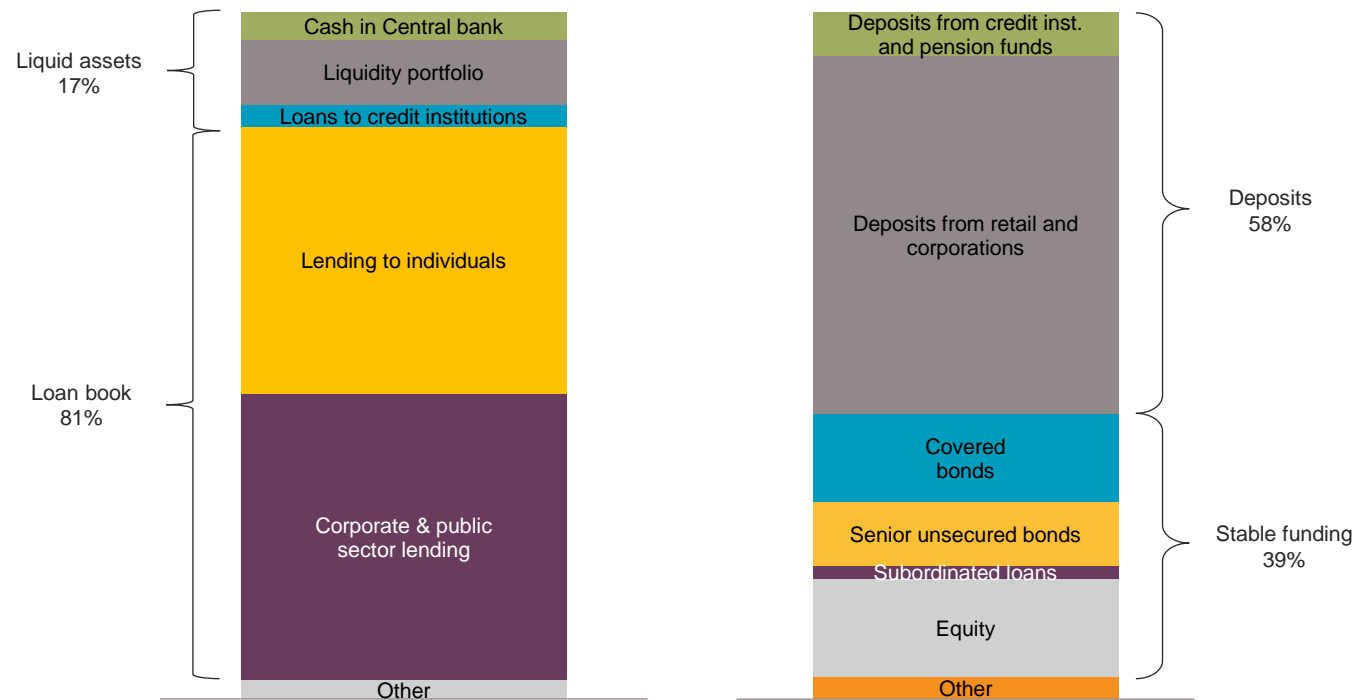 Liquid assets
17%
Loan book
81%
Cash in Central bank
Liquidity portfolio
Loans to credit institutions
Lending to individuals
Corporate & public
sector lending
Other
Deposits from credit inst.
and pension funds
Deposits from retail and
corporations
Covered
bonds
Senior unsecured bonds
Subordinated loans
Equity
Other
Deposits
58%
Stable funding
39%